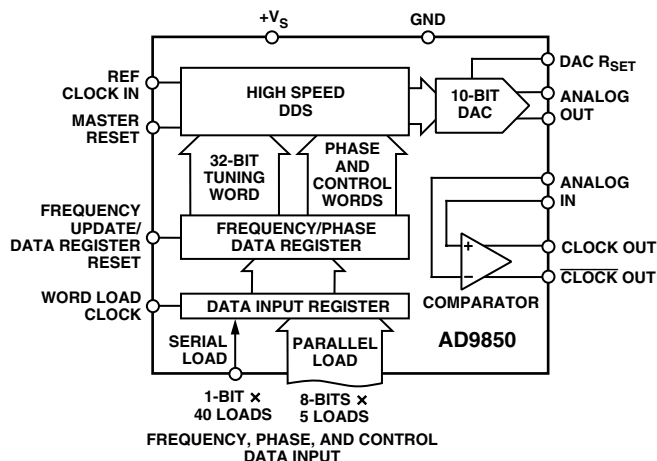 +VS
GND
REF
CLOCK IN
MASTER
RESET
FREQUENCY
UPDATE/
DATA REGISTER
RESET
WORD LOAD
CLOCK
HIGH SPEED
DDS
32-BIT
TUNING
WORD
PHASE
AND
CONTROL
WORDS
FREQUENCY/PHASE
DATA REGISTER
DATA INPUT REGISTER
SERIAL
LOAD
PARALLEL
LOAD
10-BIT
DAC
DAC RSET
ANALOG
OUT
ANALOG
IN
+
−
CLOCK OUT
CLOCK OUT
COMPARATOR
AD9850
1-BIT ×
40 LOADS
8-BITS ×
5 LOADS
FREQUENCY, PHASE, AND CONTROL
DATA INPUT